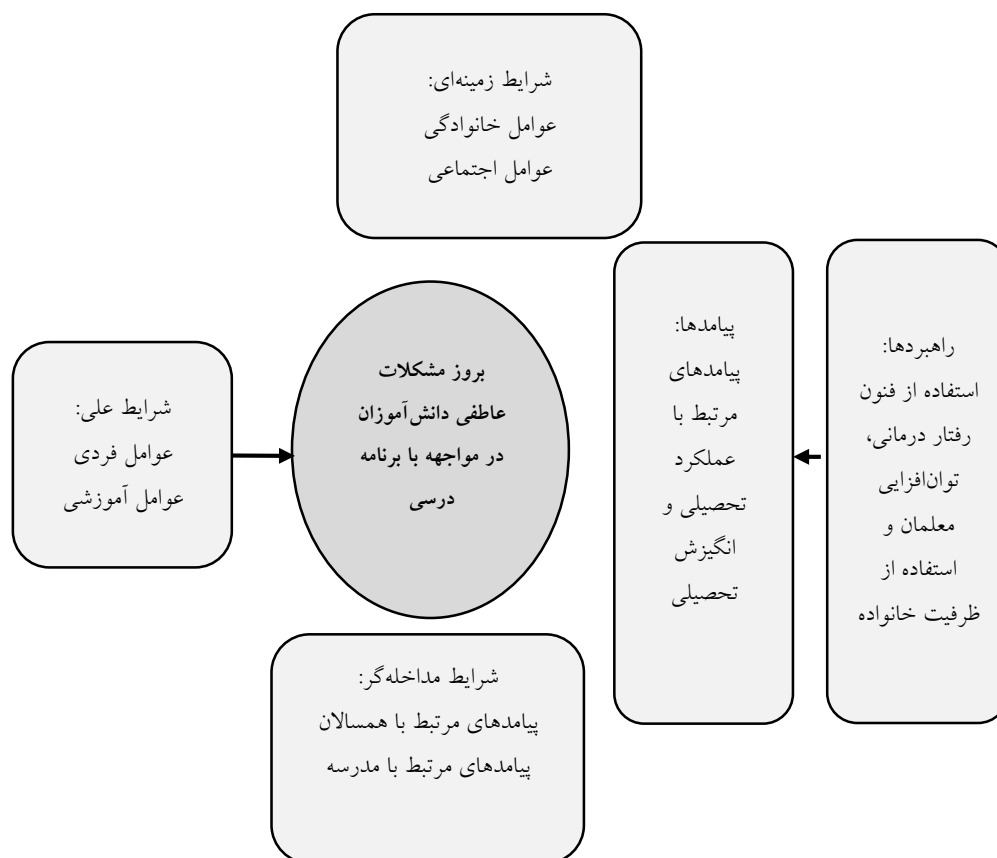 شرایط زمینه‌ای:
عوامل خانوادگی
عوامل اجتماعی
راهبردها:
استفاده از فنون
رفتار درمانی،
توان‌افزایی
معلمان و
استفاده از
ظرفیت خانواده
پیامدها:
پیامدهای
مرتبط با
عملکرد
تحصیلی و
انگیزش
تحصیلی
بروز مشکلات
عاطفی دانش‌آموزان
در مواجهه با برنامه
درسی
شرایط علی:
عوامل فردی
عوامل آموزشی
شرایط مداخله‌گر:
پیامدهای مرتبط با همسالان
پیامدهای مرتبط با مدرسه